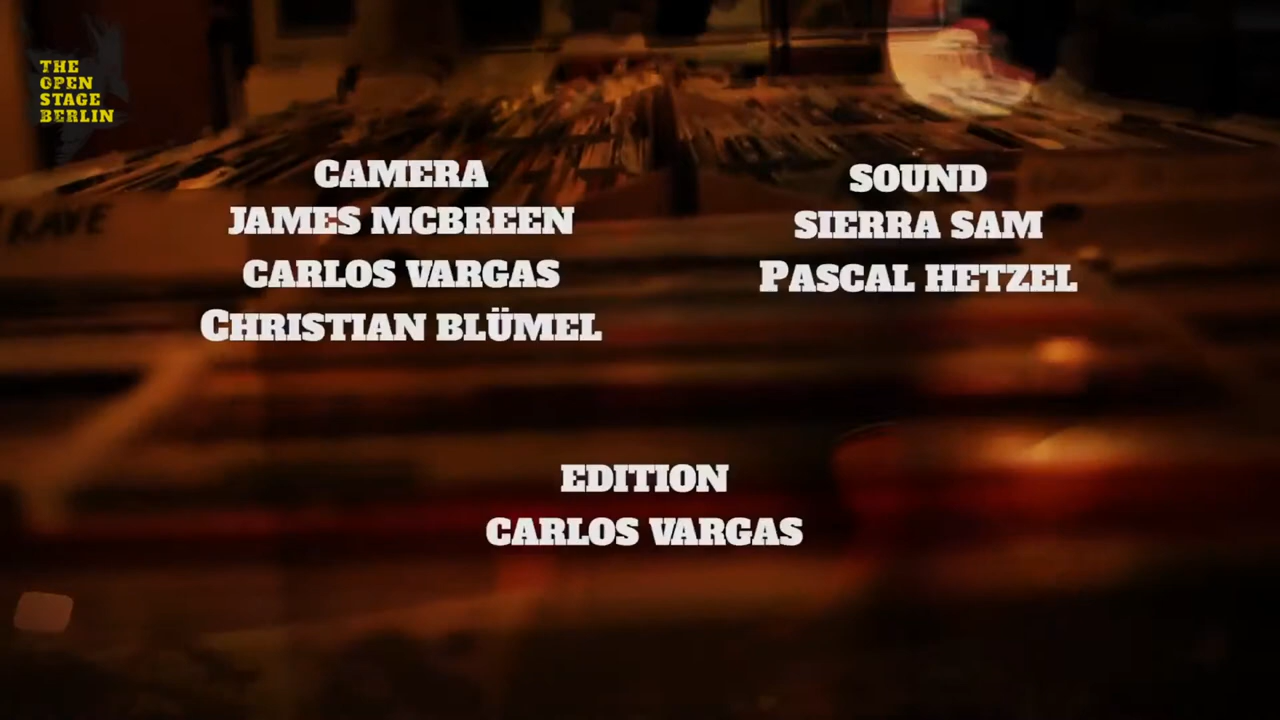 THE
OPEN
STAGE
BERLIN
CAMERA
JAMES MCBREEN
CARLOS VARGAS
CHRISTIAN BLÜMEL
SOUND
SIERRA SAM
PASCAL HETZEL
RAVE
EDITION
CARLOS VARGAS